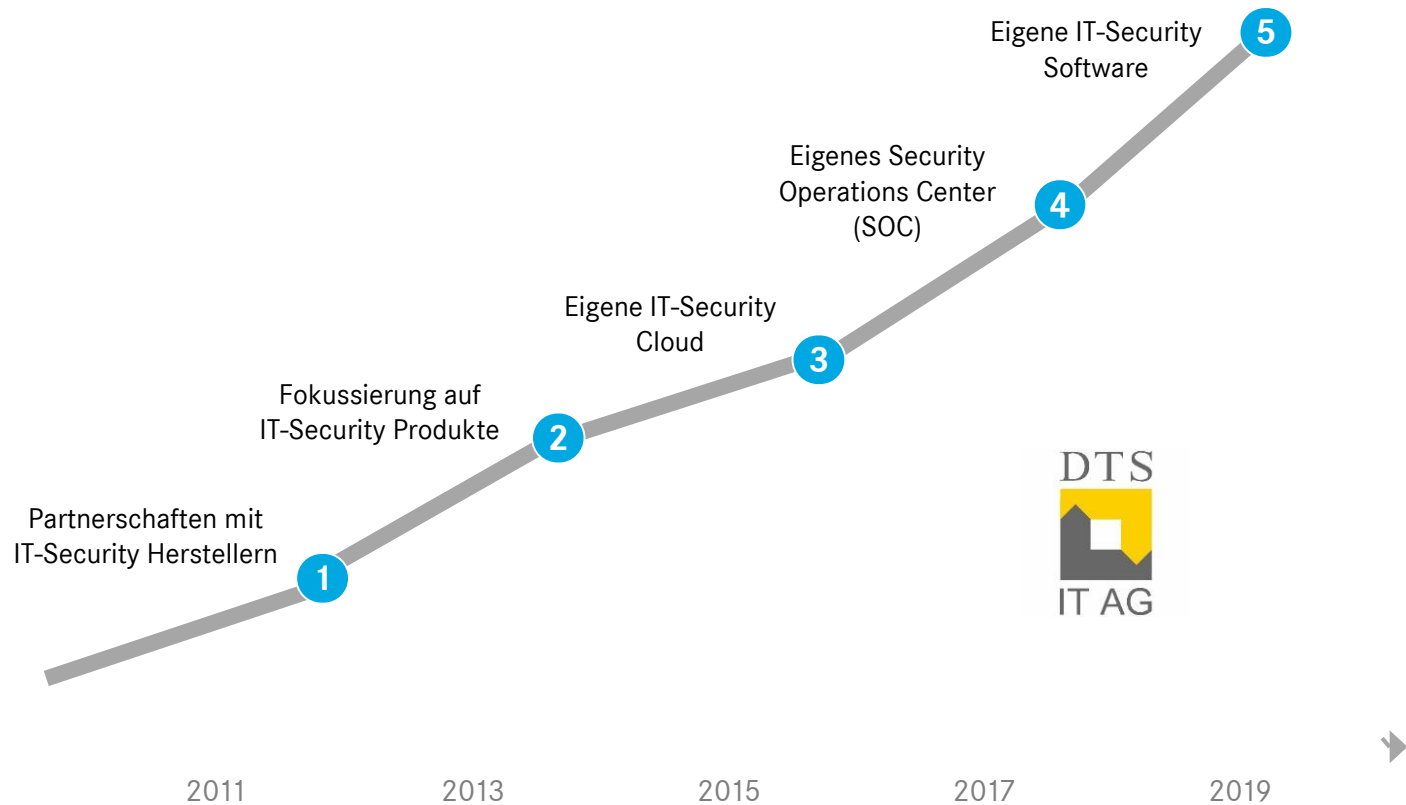 Eigene IT-Security
Software
5
Eigenes Security
Operations Center
(SOC)
4
Eigene IT-Security
Cloud
3
Fokussierung auf
IT-Security Produkte
2
Partnerschaften mit
IT-Security Herstellern
1
DTS
IT AG
2011
2013
2015
2017
2019